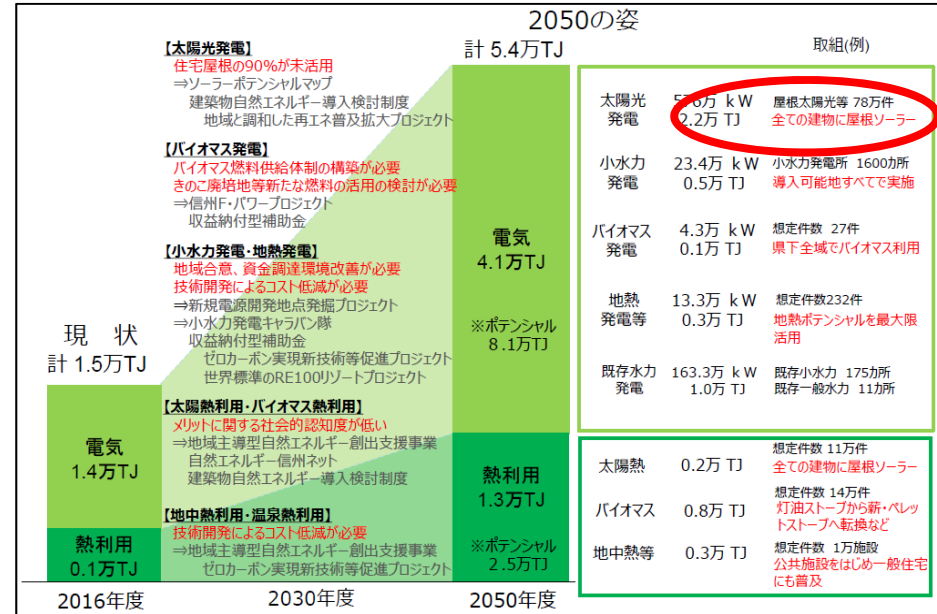 2050の姿
計 5.4万TJ
取組(例)
【太陽光発電】
住宅屋根の90%が未活用
⇒ソーラーポテンシャルマップ
建築物自然エネルギー導入検討制度
地域と調和した再エネ普及拡大プロジェクト
【バイオマス発電】
バイオマス燃料供給体制の構築が必要
きのこ廃培地等新たな燃料の活用の検討が必要
⇒信州F・パワープロジェクト
収益納付型補助金
【小水力発電・地熱発電】
地域合意、資金調達環境改善が必要
技術開発によるコスト低減が必要
⇒新規電源開発地点発掘プロジェクト
⇒小水力発電キャラバン隊
収益納付型補助金
ゼロカーボン実現新技術等促進プロジェクト
世界標準のRE100リゾートプロジェクト
【太陽熱利用・バイオマス熱利用】
メリットに関する社会的認知度が低い
⇒地域主導型自然エネルギー創出支援事業
自然エネルギー信州ネット
建築物自然エネルギー導入検討制度
【地中熱利用・温泉熱利用】
技術開発によるコスト低減が必要
⇒地域主導型自然エネルギー創出支援事業
ゼロカーボン実現新技術等促進プロジェクト
現 状
計 1.5万TJ
電気
1.4万TJ
熱利用
0.1万TJ
電気
4.1万TJ
※ポテンシャル
8.1万TJ
熱利用
1.3万TJ
※ポテンシャル
2.5万TJ
太陽光 万 kW 屋根太陽光等 78万件
発電 2.2万 TJ 全ての建物に屋根ソーラー
小水力 23.4万 kW 小水力発電所 1600カ所
発電 0.5万 TJ 導入可能地すべてで実施
バイオマス 4.3万 kW 想定件数 27件
発電 0.1万 TJ 県下全域でバイオマス利用
地熱 13.3万 kW 想定件数232件
発電等 0.3万 TJ 地熱ポテンシャルを最大限
活用
既存水力 163.3万 kW 既存小水力 175カ所
発電 1.0万 TJ 既存一般水力 11カ所
想定件数 11万件
太陽熱 0.2万 TJ 全ての建物に屋根ソーラー
想定件数 14万件
バイオマス 0.8万 TJ 灯油ストーブから薪・ペレッ
トストーブへ転換など
地中熱等 0.3万 TJ 想定件数 1万施設
公共施設をはじめ一般住宅
にも普及
2016年度 2030年度 2050年度